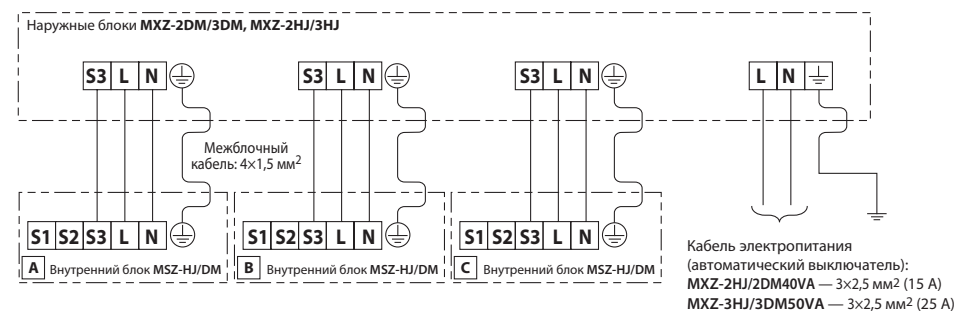 Наружные блоки MXZ-2DM/3DM, MXZ-2HJ/3HJ
S3 L N
S3 L N
S3 L N
L N
Межблочный
кабель: 4×1,5 мм²
S1 S2 S3 L N
S1 S2 S3 L N
S1 S2 S3 L N
A Внутренний блок MSZ-HJ/DM
B Внутренний блок MSZ-HJ/DM
C Внутренний блок MSZ-HJ/DM
Кабель электропитания
(автоматический выключатель):
MXZ-2HJ/2DM40VA — 3×2,5 мм² (15 А)
MXZ-3HJ/3DM50VA — 3×2,5 мм² (25 А)